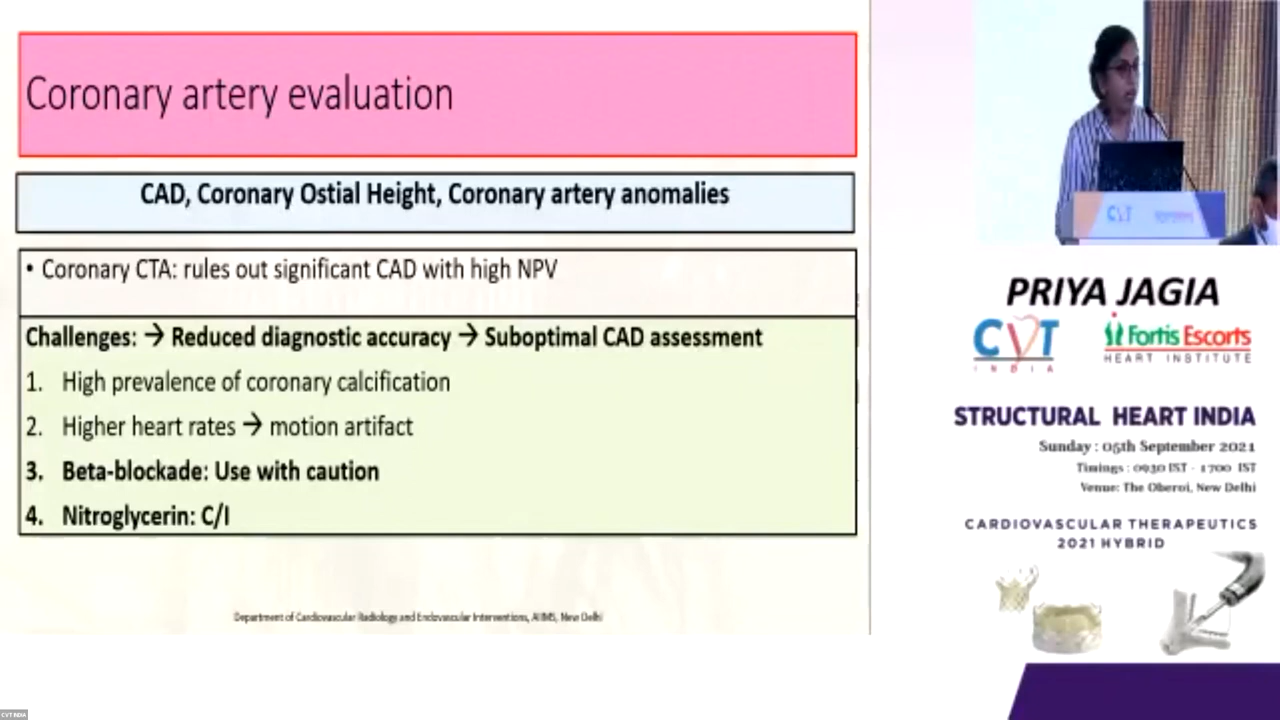 Coronary artery evaluation
CAD, Coronary Ostial Height, Coronary artery anomalies
• Coronary CTA: rules out significant CAD with high NPV
Challenges: → Reduced diagnostic accuracy → Suboptimal CAD assessment
1. High prevalence of coronary calcification
2. Higher heart rates → motion artifact
3. Beta-blockade: Use with caution
4. Nitroglycerin: C/I
Department of Cardiovascular Radiology and Endovascular Interventions, AIIMS, New Delhi
CVT
PRIYA JAGIA
CVT
INDIA
Fortis Escorts
HEART INSTITUTE
STRUCTURAL HEART INDIA
Sunday : 05th September 2021
Timings : 0930 IST - 1700 IST
Venue: The Oberoi, New Delhi
CARDIOVASCULAR THERAPEUTICS
2021 HYBRID
CVT INDIA